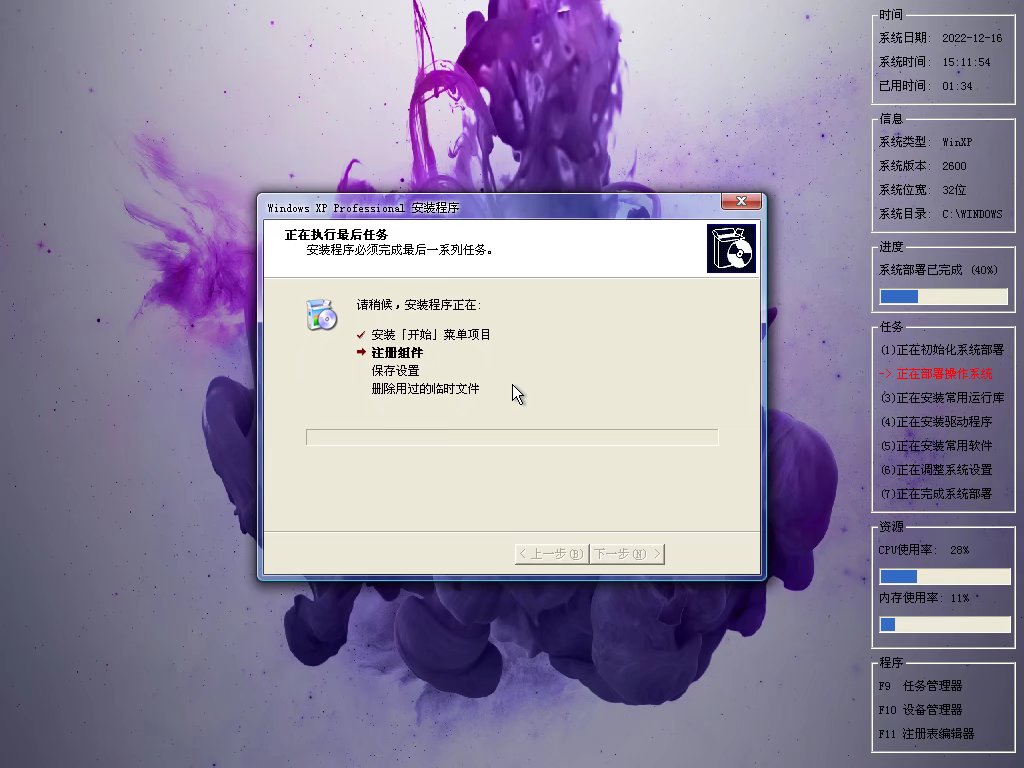 Windows XP Professional 安装程序
正在执行最后任务
安装程序必须完成最后一系列任务。
请稍候，安装程序正在:
安装「开始」菜单项目
注册组件
保存设置
删除用过的临时文件
< 上一步(B)
下一步(N) >
时间
系统日期: 2022-12-16
系统时间: 15:11:54
已用时间: 01:34
信息
系统类型: WinXP
系统版本: 2600
系统位宽: 32位
系统目录: C:\WINDOWS
进度
系统部署已完成 (40%)
任务
(1)正在初始化系统部署
-> 正在部署操作系统
(3)正在安装常用运行库
(4)正在安装驱动程序
(5)正在安装常用软件
(6)正在调整系统设置
(7)正在完成系统部署
资源
CPU使用率: 28%
内存使用率: 11%
程序
F9 任务管理器
F10 设备管理器
F11 注册表编辑器